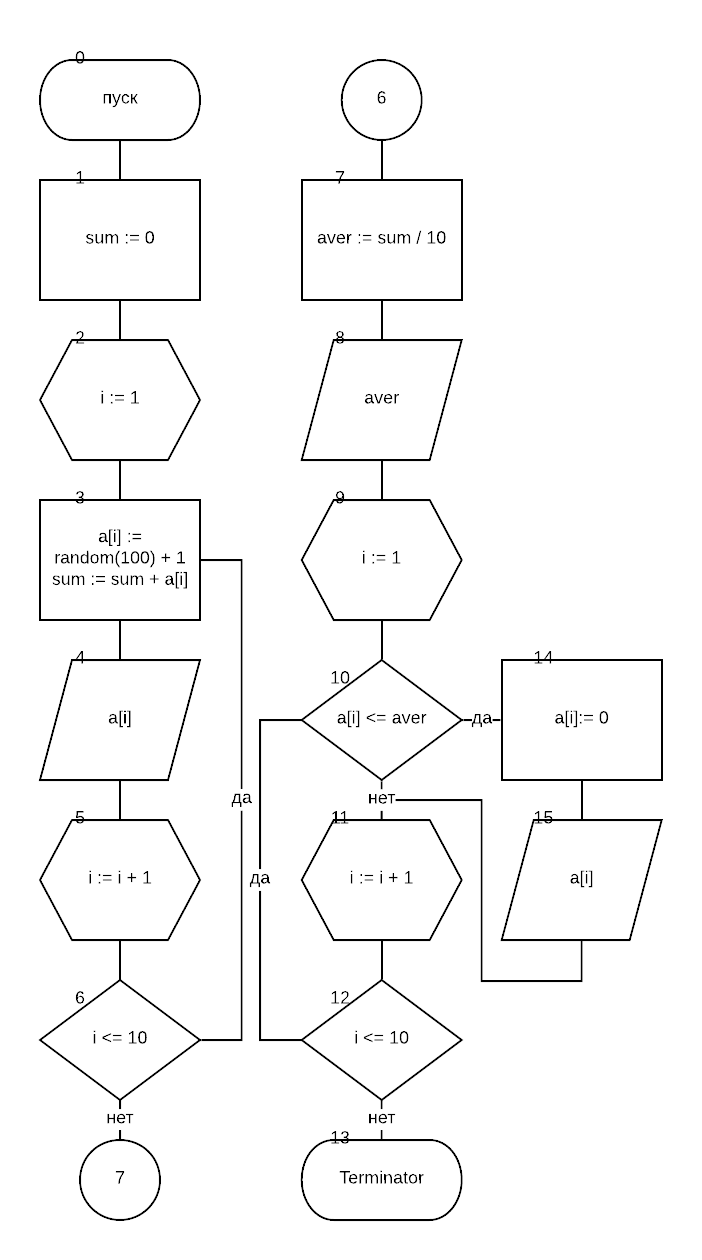 0
пуск
1
sum := 0
2
i := 1
3
a[i] :=
random(100) + 1
sum := sum + a[i]
4
a[i]
да
5
i := i + 1
6
i <= 10
нет
7
6
7
aver := sum / 10
8
aver
9
i := 1
10
a[i] <= aver
да
нет
11
i := i + 1
да
12
i <= 10
нет
13
Terminator
14
a[i]:= 0
15
a[i]